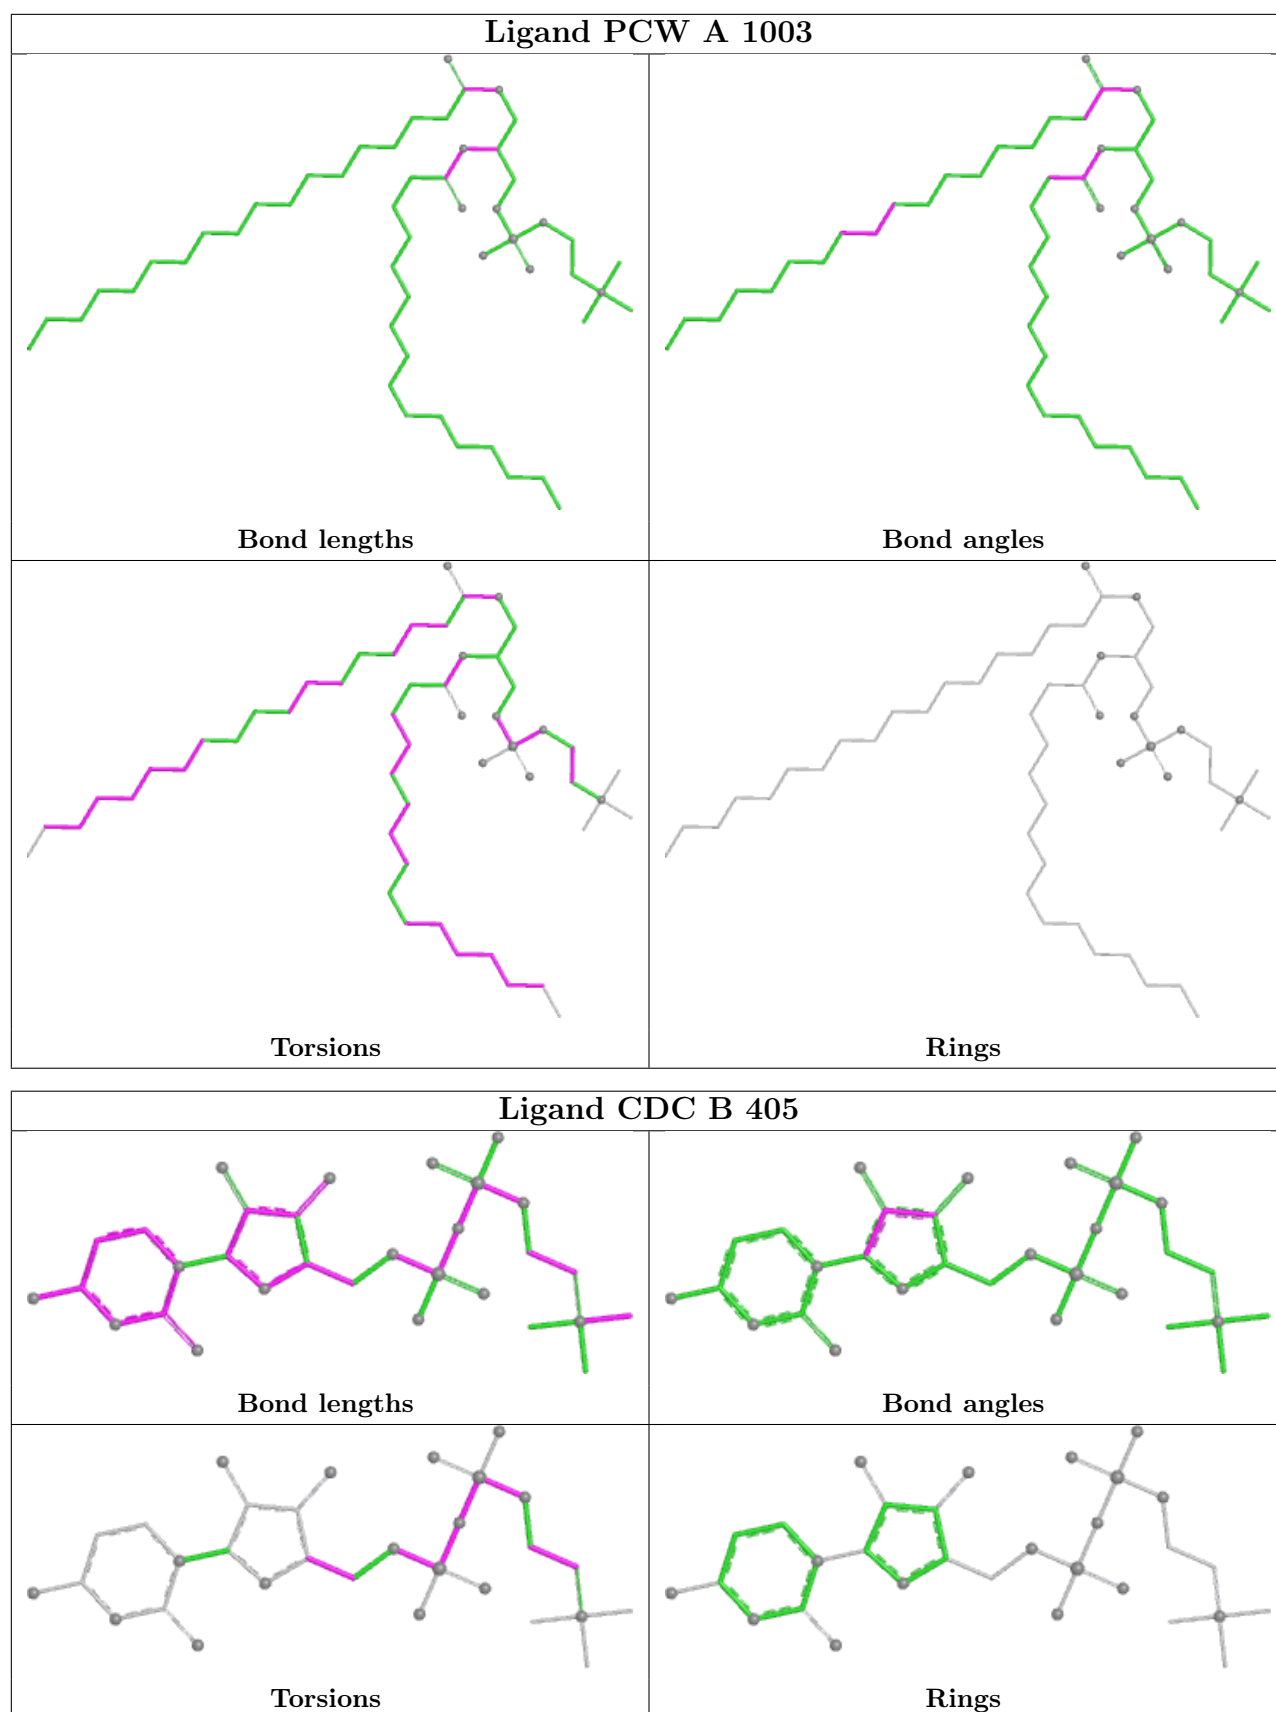 Ligand PCW A 1003
Bond lengths
Bond angles
Torsions
Rings
Ligand CDC B 405
Bond lengths
Bond angles
Torsions
Rings